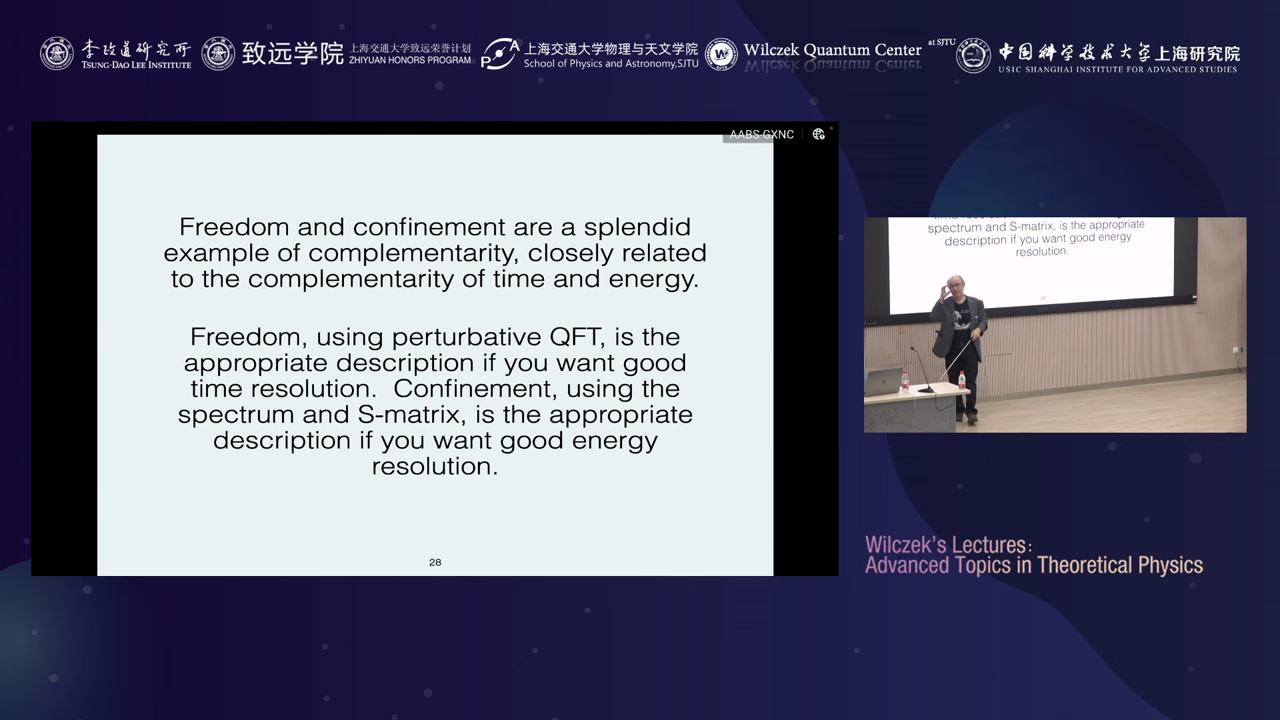 李政道研究所
TSUNG-DAO LEE INSTITUTE
致远学院
上海交通大学致远荣誉计划
ZHIYUAN HONORS PROGRAM
上海交通大学物理与天文学院
School of Physics and Astronomy,SJTU
Wilczek Quantum Center
at SJTU
中国科学技术大学上海研究院
USIC SHANGHAI INSTITUTE FOR ADVANCED STUDIES
AABS-GXNC
Freedom and confinement are a splendid
example of complementarity, closely related
to the complementarity of time and energy.
Freedom, using perturbative QFT, is the
appropriate description if you want good
time resolution. Confinement, using the
spectrum and S-matrix, is the appropriate
description if you want good energy
resolution.
28
spectrum and S-matrix, is the appropriate
description if you want good energy
resolution.
Wilczek's Lectures:
Advanced Topics in Theoretical Physics